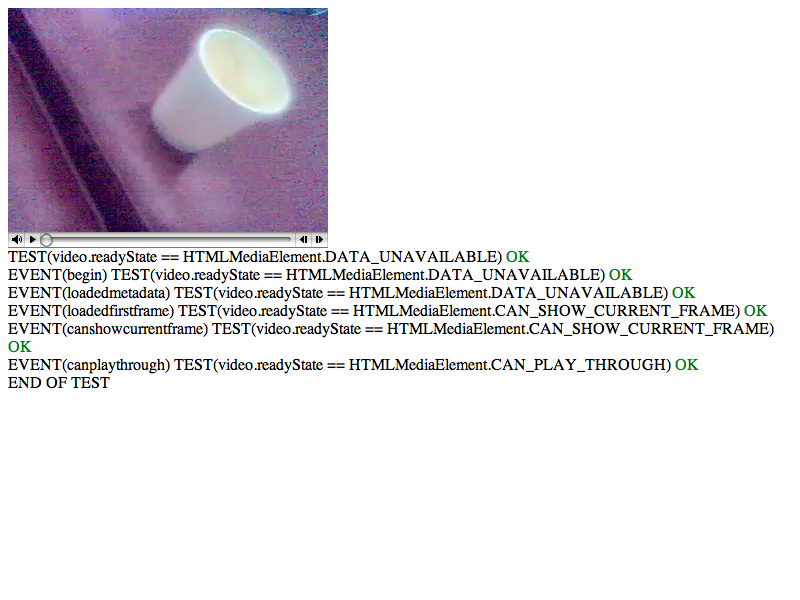 TEST(video.readyState == HTMLMediaElement.DATA_UNAVAILABLE) OK
EVENT(begin) TEST(video.readyState == HTMLMediaElement.DATA_UNAVAILABLE) OK
EVENT(loadedmetadata) TEST(video.readyState == HTMLMediaElement.DATA_UNAVAILABLE) OK
EVENT(loadedfirstframe) TEST(video.readyState == HTMLMediaElement.CAN_SHOW_CURRENT_FRAME) OK
EVENT(canshowcurrentframe) TEST(video.readyState == HTMLMediaElement.CAN_SHOW_CURRENT_FRAME)
OK
EVENT(canplaythrough) TEST(video.readyState == HTMLMediaElement.CAN_PLAY_THROUGH) OK
END OF TEST